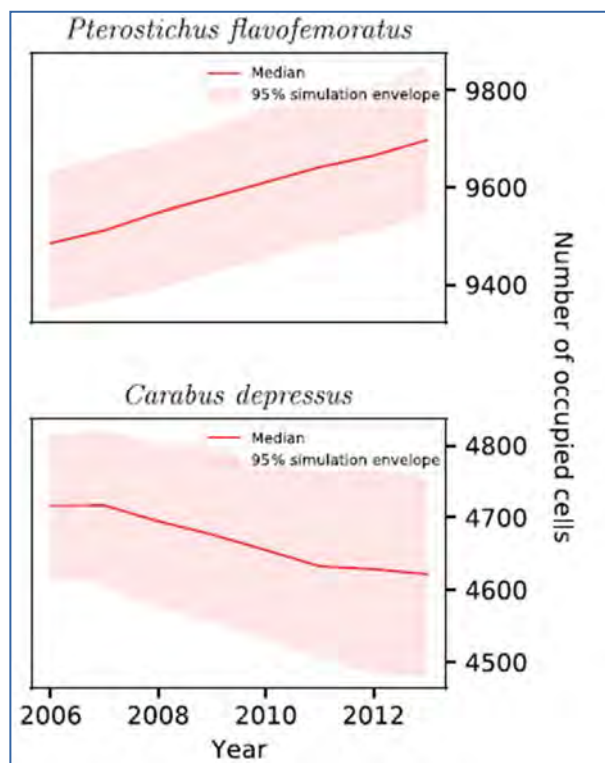 Pterostichus flavofemoratus
Median
95% simulation envelope
9800
9600
9400
Carabus depressus
Median
95% simulation envelope
4800
4700
4600
4500
Number of occupied cells
2006 2008 2010 2012
Year